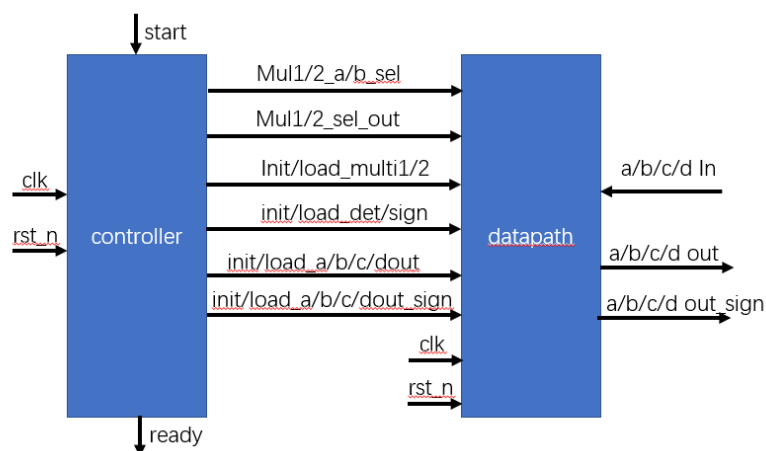 start
Mul1/2_a/b_sel
Mul1/2_sel_out
Init/load_multi1/2
a/b/c/d In
clk
init/load_det/sign
rst_n
controller
datapath
a/b/c/d out
init/load_a/b/c/dout
init/load_a/b/c/dout_sign
a/b/c/d out_sign
clk
rst_n
ready